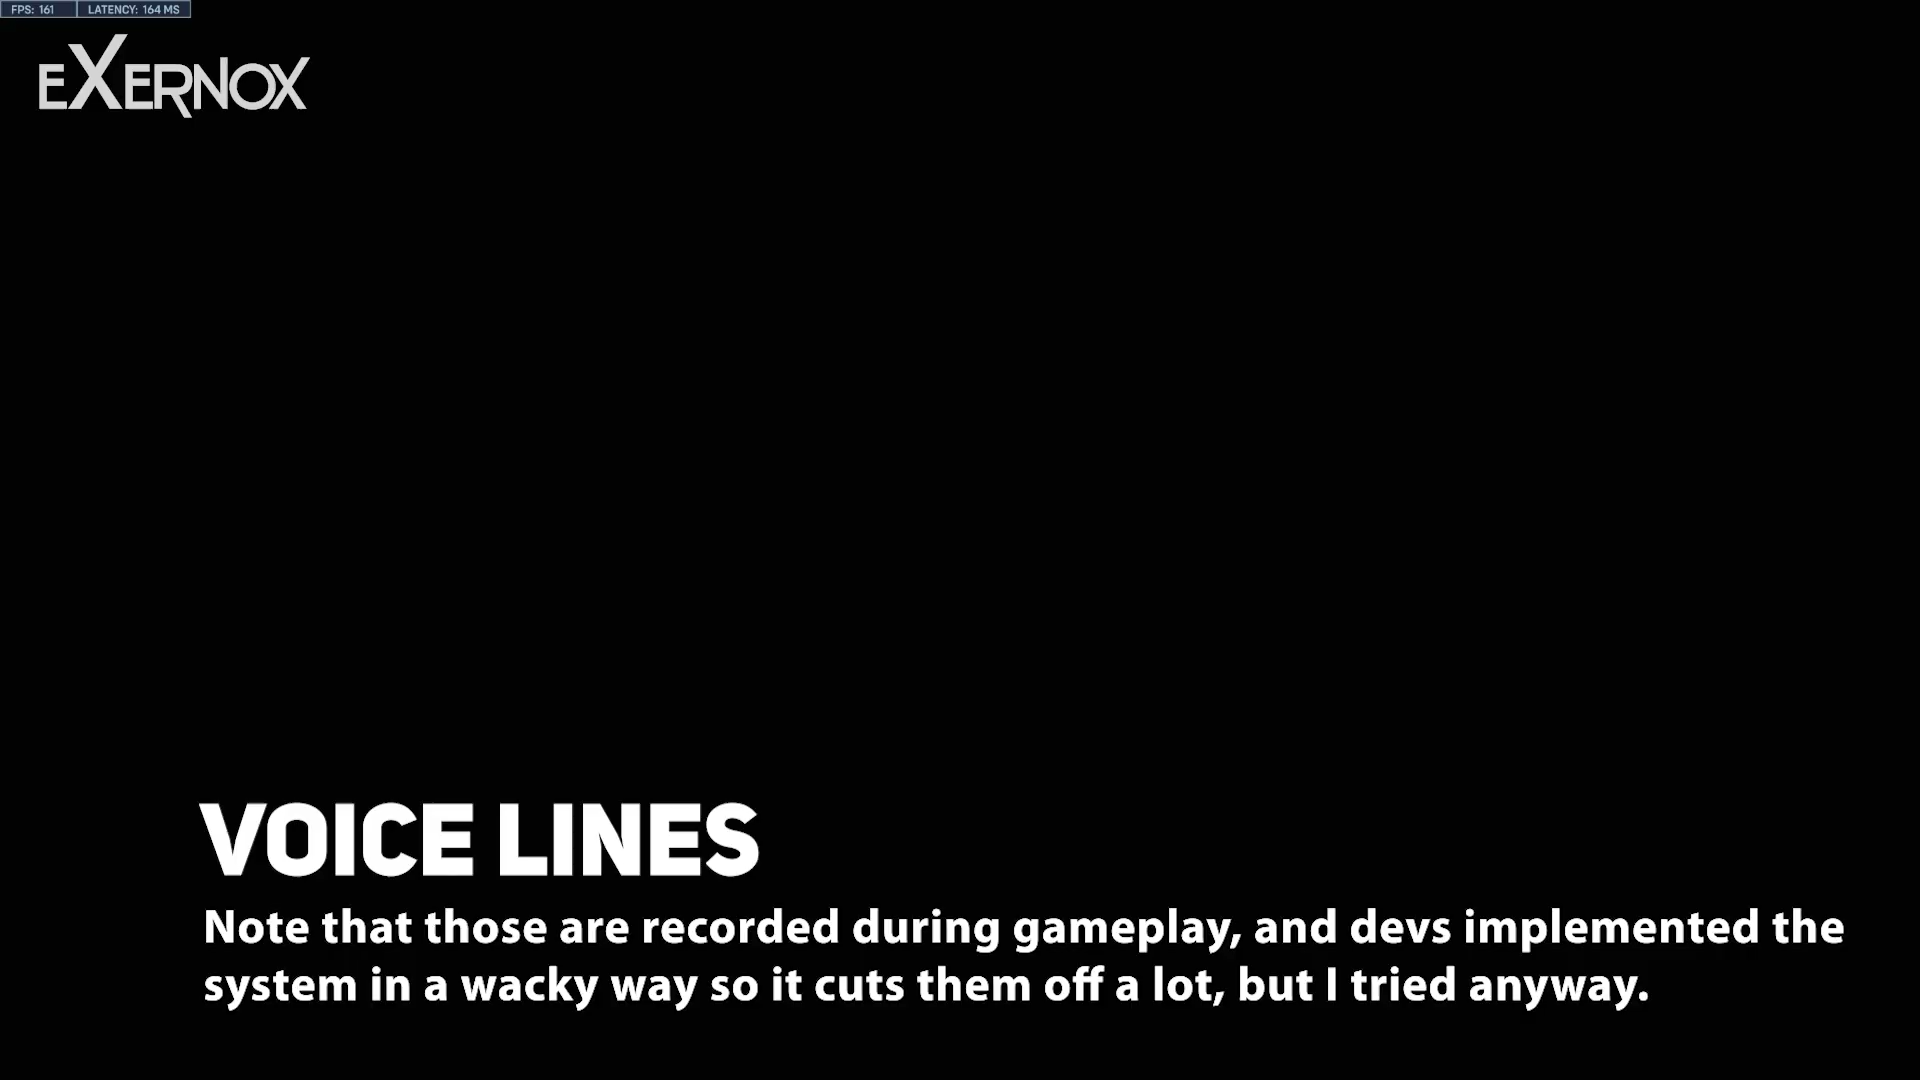 FPS: 161 LATENCY: 164 MS
EXERNOX
VOICE LINES
Note that those are recorded during gameplay, and devs implemented the
system in a wacky way so it cuts them off a lot, but I tried anyway.